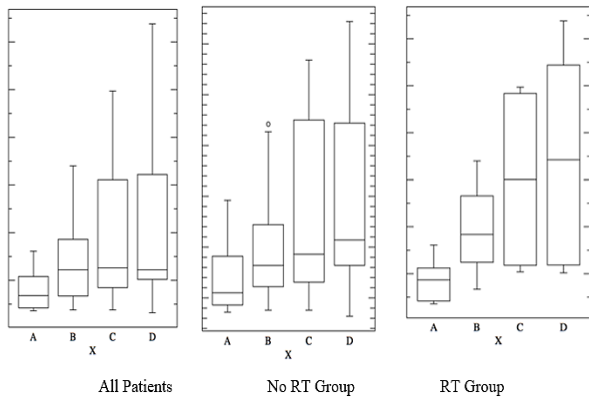 A B C D A B C D A B C D
X X X
All Patients No RT Group RT Group